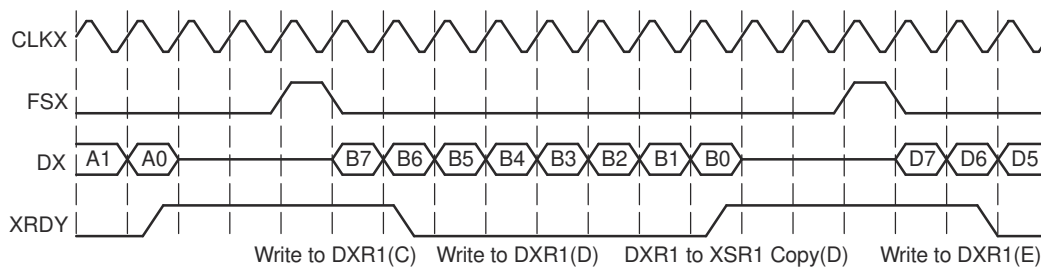 CLKX
FSX
DX A1 A0 B7 B6 B5 B4 B3 B2 B1 B0 D7 D6 D5
XRDY
Write to DXR1(C) Write to DXR1(D) DXR1 to XSR1 Copy(D) Write to DXR1(E)